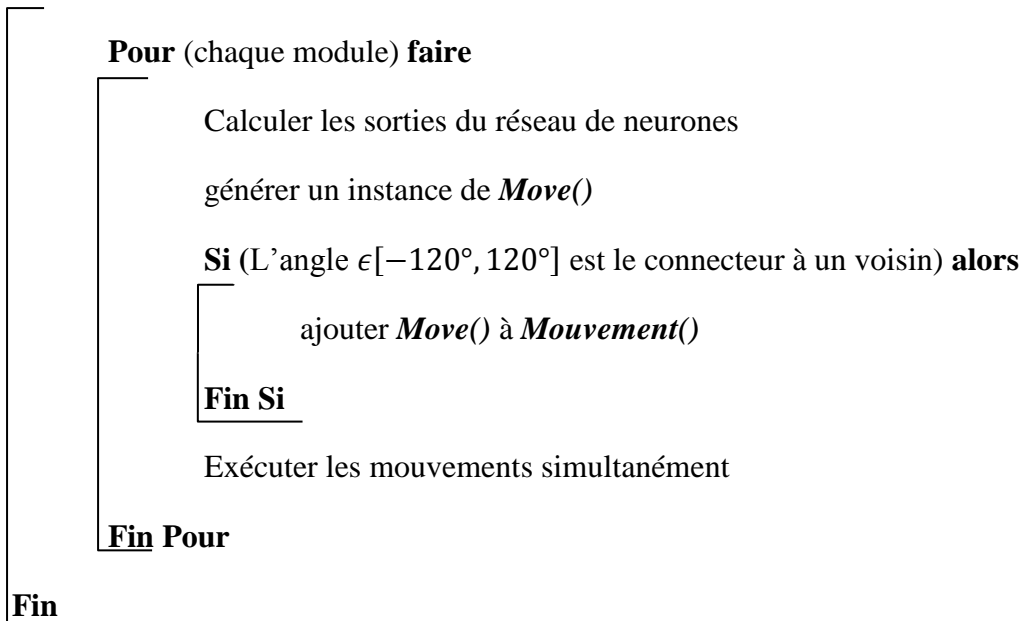 Pour (chaque module) faire
Calculer les sorties du réseau de neurones
générer un instance de Move()
Si (L’angle ϵ[−120°, 120°] est le connecteur à un voisin) alors
ajouter Move() à Mouvement()
Fin Si
Exécuter les mouvements simultanément
Fin Pour
Fin